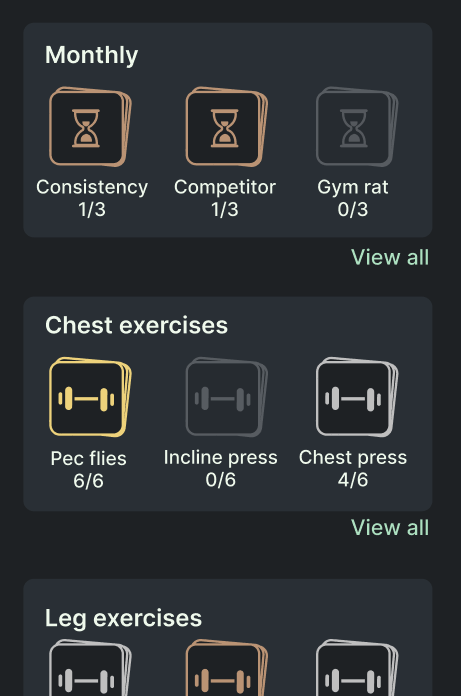 Monthly
Consistency
1/3
Competitor
1/3
Gym rat
0/3
View all
Chest exercises
Pec flies
6/6
Incline press
0/6
Chest press
4/6
View all
Leg exercises